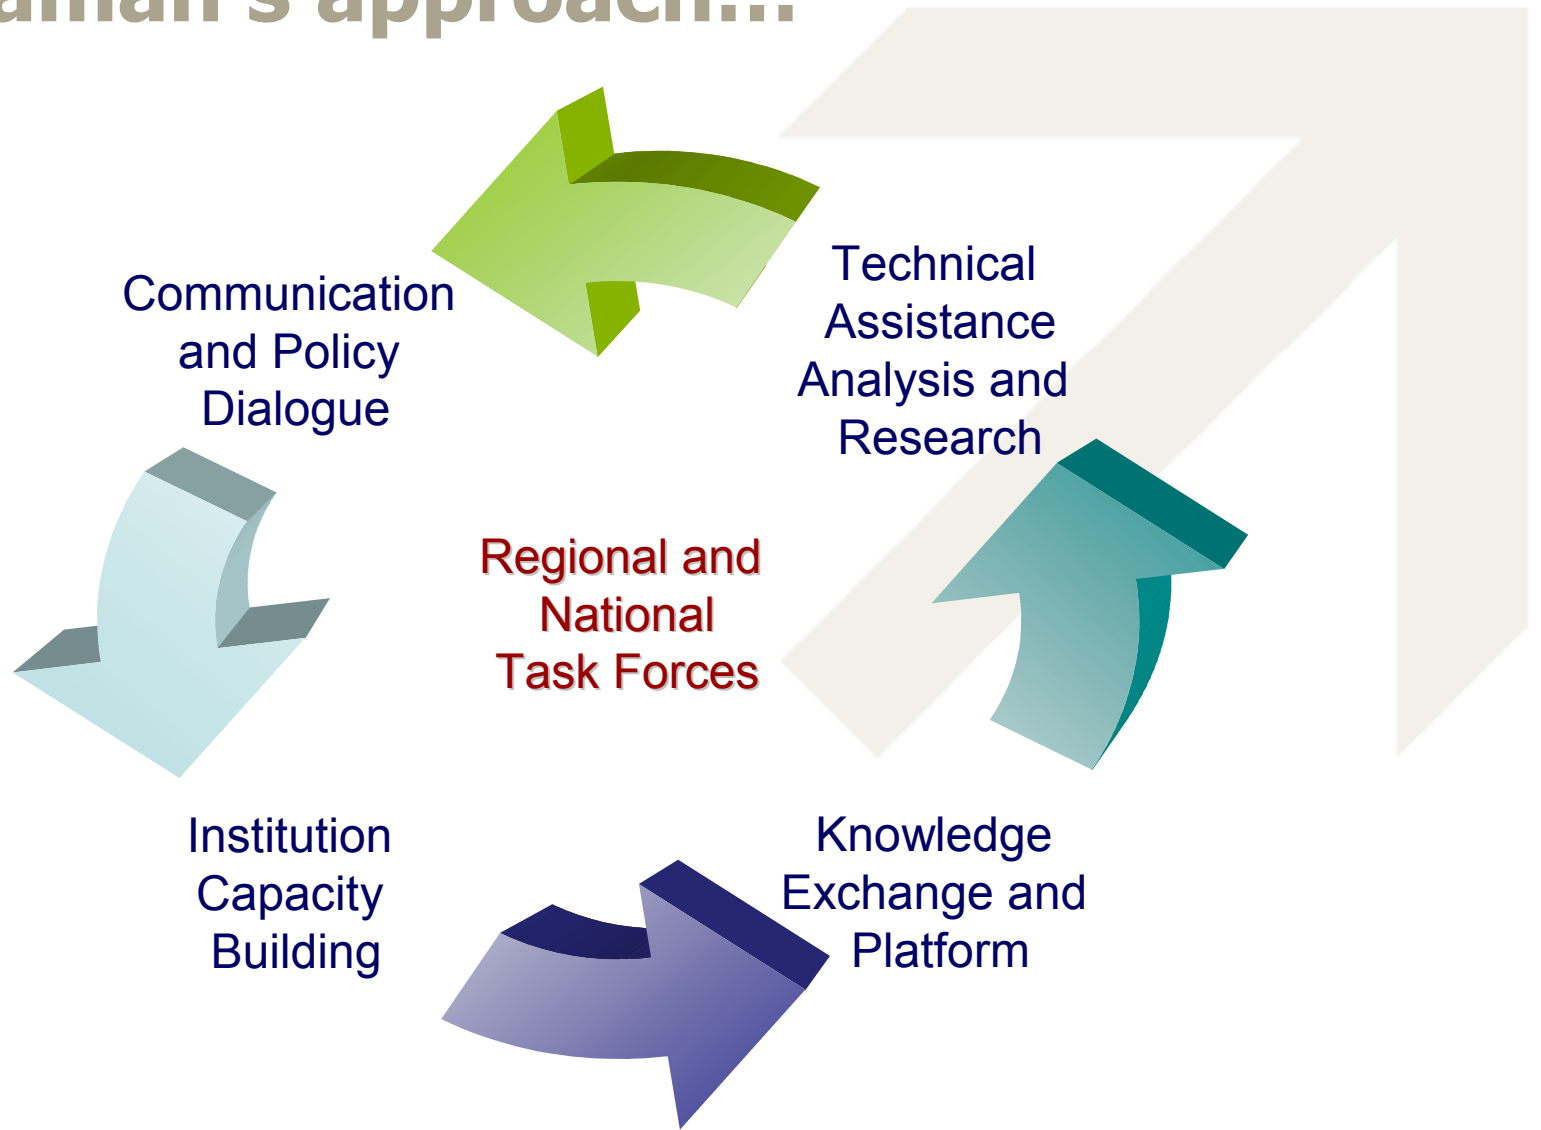 approach...
Communication
and Policy
Dialogue
Technical
Assistance
Analysis and
Research
Regional and
National
Task Forces
Institution
Capacity
Building
Knowledge
Exchange and
Platform